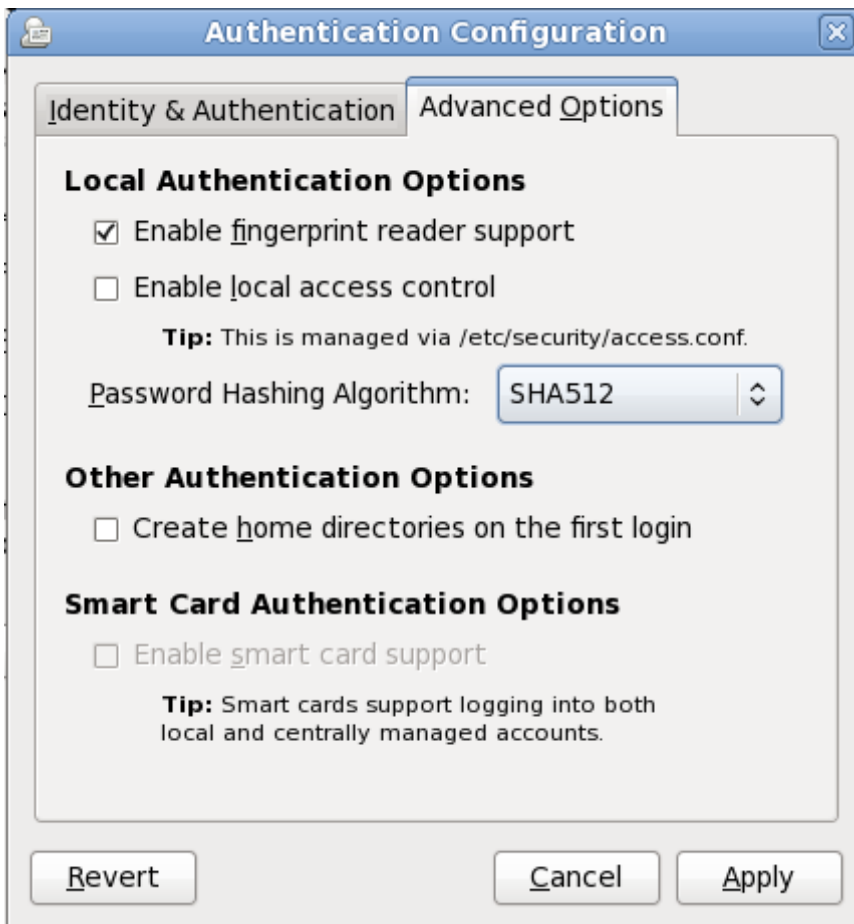 Authentication Configuration
Identity & Authentication
Advanced Options
Local Authentication Options
Enable fingerprint reader support
Enable local access control
Tip: This is managed via /etc/security/access.conf.
Password Hashing Algorithm:
SHA512
Other Authentication Options
Create home directories on the first login
Smart Card Authentication Options
Enable smart card support
Tip: Smart cards support logging into both
local and centrally managed accounts.
Revert
Cancel
Apply